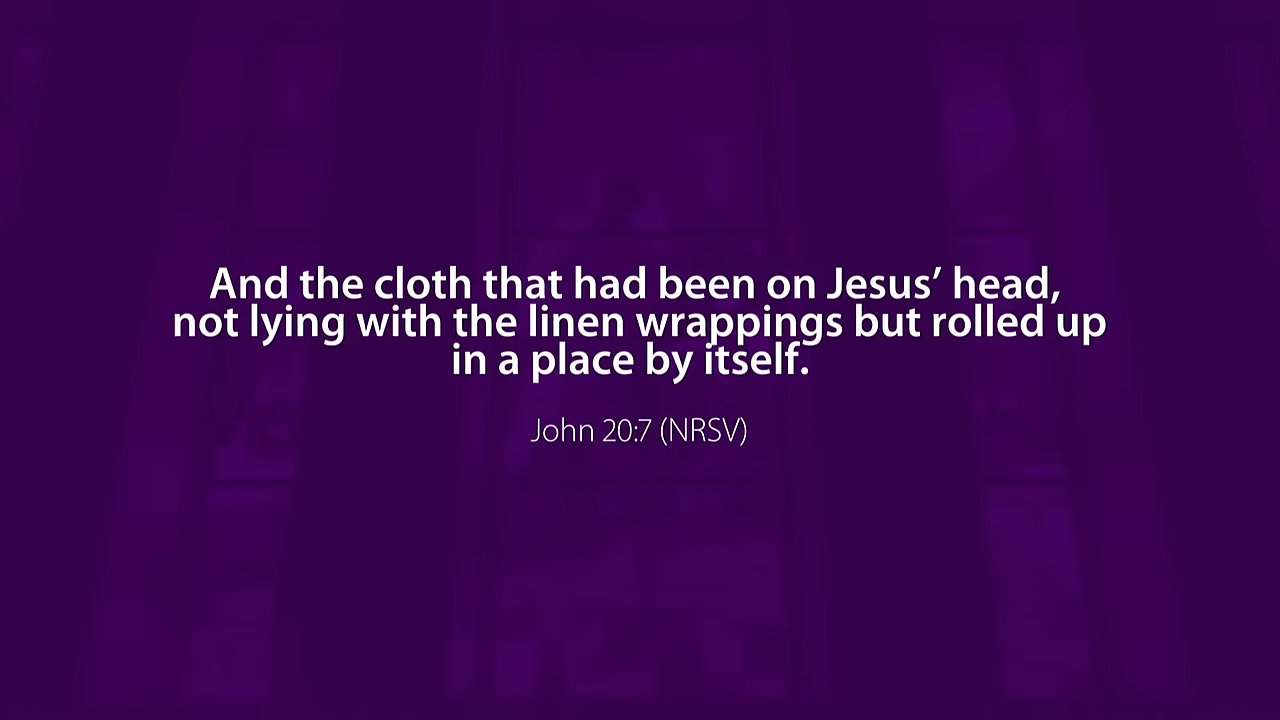 And the cloth that had been on Jesus’ head,
not lying with the linen wrappings but rolled up
in a place by itself.
John 20:7 (NRSV)